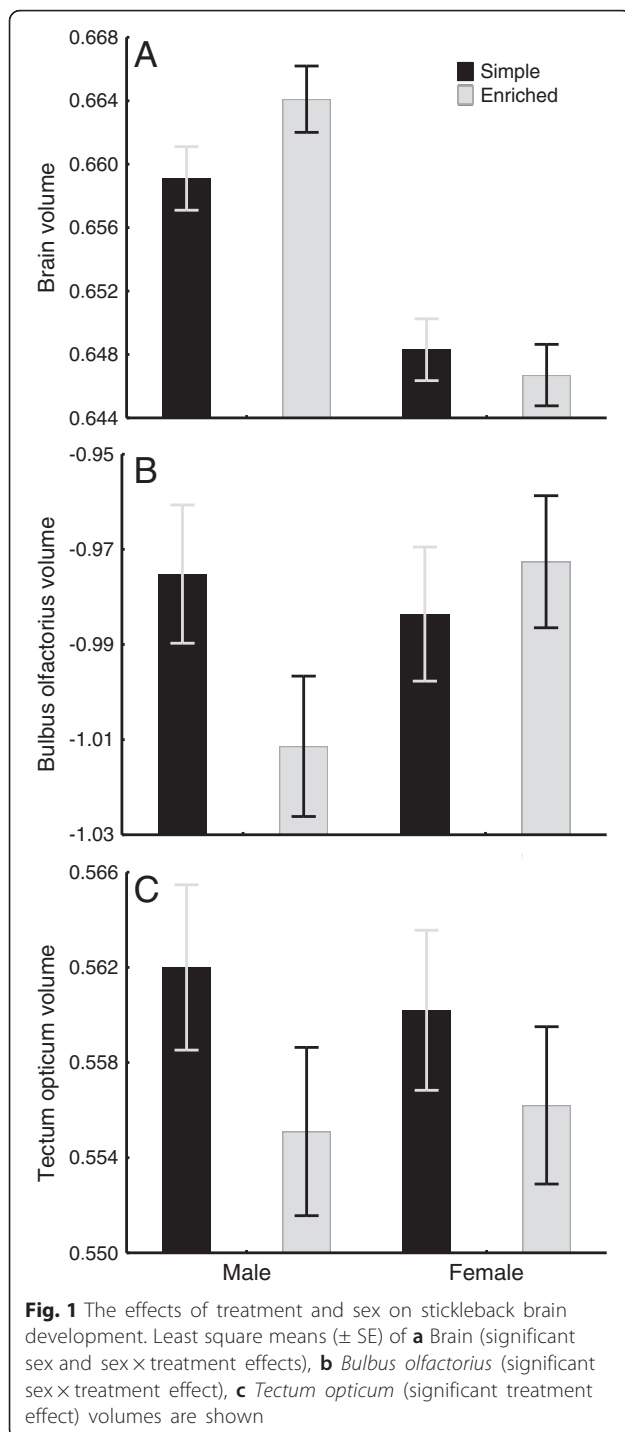 A
Simple
Enriched
0.668
0.664
0.660
0.656
0.652
0.648
0.644
Brain volume
B
-0.95
-0.97
-0.99
-1.01
-1.03
Bulbus olfactorius volume
C
0.566
0.562
0.558
0.554
0.550
Tectum opticum volume
Male Female
Fig. 1 The effects of treatment and sex on stickleback brain
development. Least square means (± SE) of a Brain (significant
sex and sex × treatment effects), b Bulbus olfactorius (significant
sex × treatment effect), c Tectum opticum (significant treatment
effect) volumes are shown